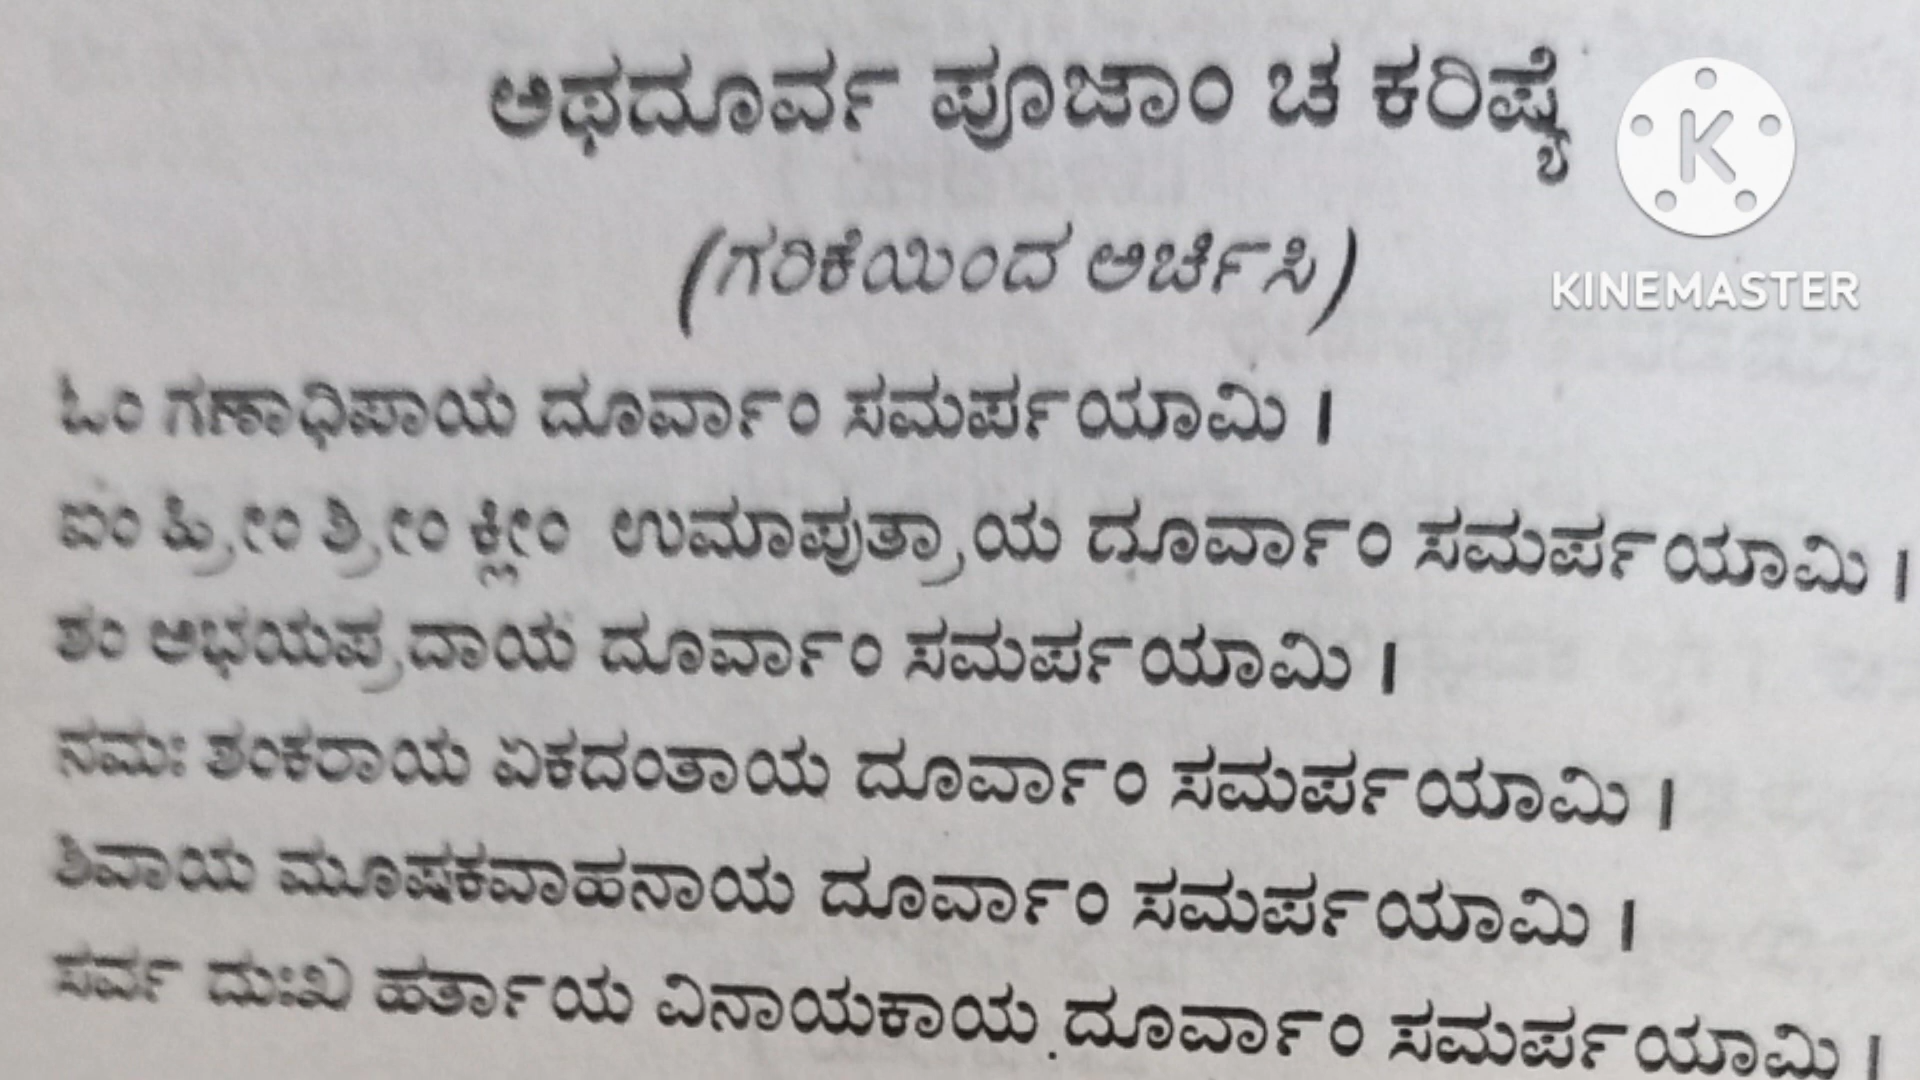 ಅಥದೂರ್ವ ಪೂಜಾಂ ಚ ಕರಿಷ್ಯೆ
(ಗರಿಕೆಯಿಂದ ಅರ್ಚಿಸಿ)
ಓಂ ಗಣಾಧಿಪಾಯ ದೂರ್ವಾಂ ಸಮರ್ಪಯಾಮಿ ।
ಐಂ ಹ್ರೀಂ ಶ್ರೀಂ ಕ್ಲೀಂ ಉಮಾಪುತ್ರಾಯ ದೂರ್ವಾಂ ಸಮರ್ಪಯಾಮಿ ।
ಶಂ ಅಭಯಪ್ರದಾಯ ದೂರ್ವಾಂ ಸಮರ್ಪಯಾಮಿ ।
ನಮಃ ಶಂಕರಾಯ ಏಕದಂತಾಯ ದೂರ್ವಾಂ ಸಮರ್ಪಯಾಮಿ ।
ಶಿವಾಯ ಮೂಷಕವಾಹನಾಯ ದೂರ್ವಾಂ ಸಮರ್ಪಯಾಮಿ ।
ಸರ್ವ ದುಃಖ ಹರ್ತಾಯ ವಿನಾಯಕಾಯ ದೂರ್ವಾಂ ಸಮರ್ಪಯಾಮಿ ।
K
KINEMASTER